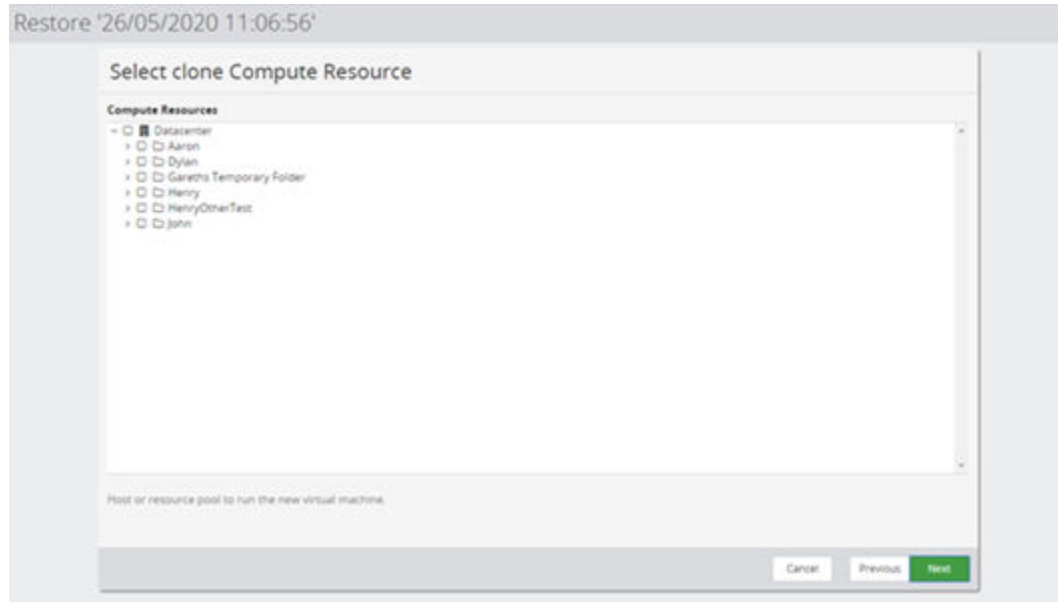 Restore '26/05/2020 11:06:56'
Select clone Compute Resource
Compute Resources
Datacenter
Aaron
Dylan
Gareths Temporary Folder
Henry
HenryOtherTest
John
Host or resource pool to run the new virtual machine.
Cancel Previous Next